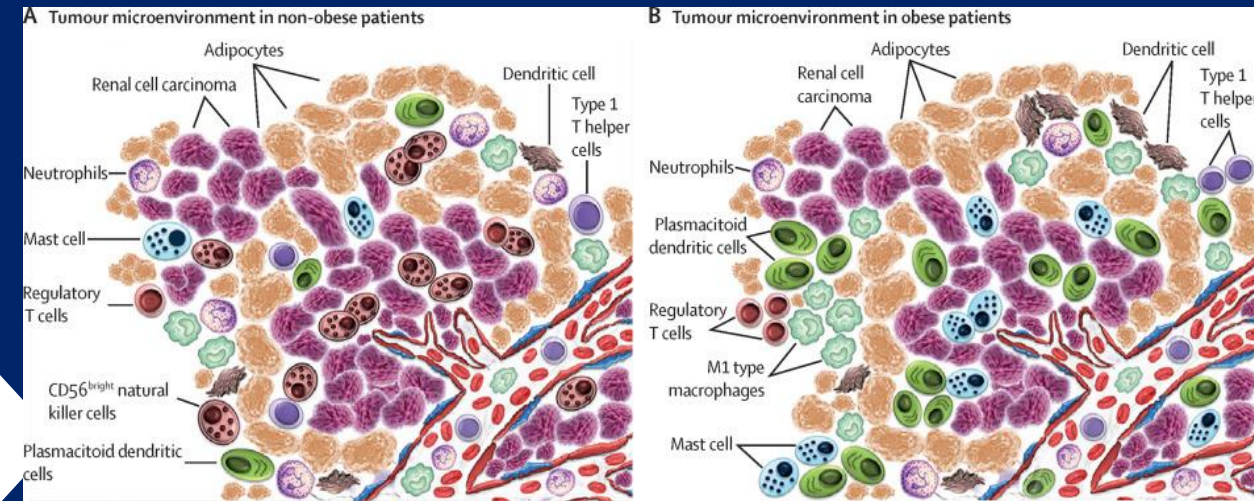 A Tumour microenvironment in non-obese patients
Adipocytes
Renal cell carcinoma
Dendritic cell
Type 1
T helper
cells
Neutrophils
Mast cell
Regulatory
T cells
CD56bright natural
killer cells
Plasmacitoid dendritic
cells
B Tumour microenvironment in obese patients
Adipocytes
Dendritic cell
Renal cell
carcinoma
Type 1
T helper
cells
Neutrophils
Plasmacitoid
dendritic cells
Regulatory
T cells
M1 type
macrophages
Mast cell